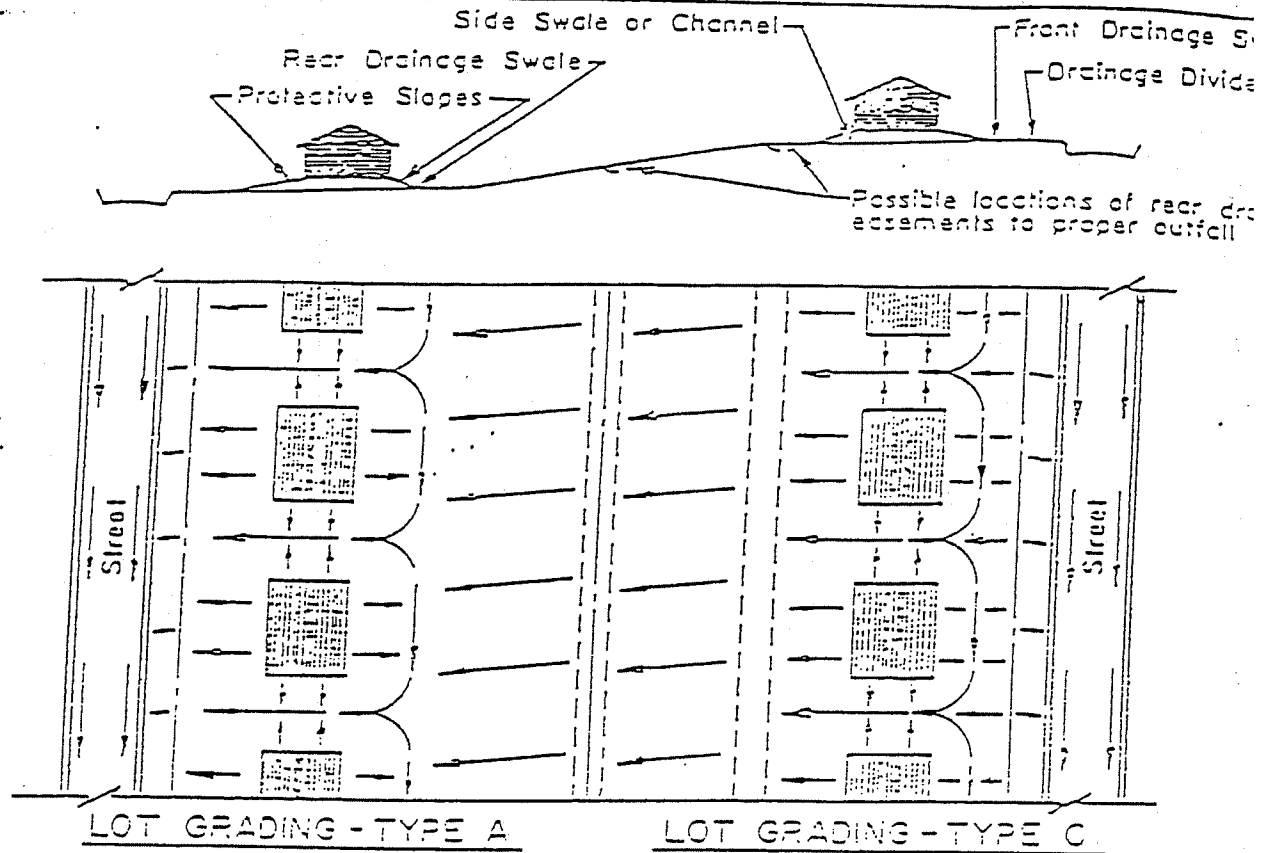 Side Swale or Channel
Front Drainage
Rear Drainage Swale
Drainage Divide
Protective Slopes
Possible locations of rear
easements to proper outfall
Street
Street
LOT GRADING - TYPE A
LOT GRADING - TYPE C